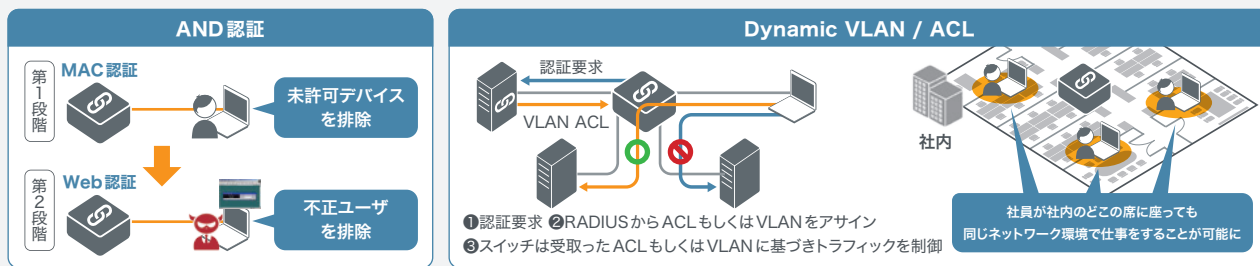 AND認証
第1段階
MAC認証
未許可デバイス
を排除
第2段階
Web認証
不正ユーザ
を排除
Dynamic VLAN / ACL
認証要求
VLAN ACL
❶認証要求 ❷RADIUSからACLもしくはVLANをアサイン
❸スイッチは受取ったACLもしくはVLANに基づきトラフィックを制御
社内
社員が社内のどこの席に座っても
同じネットワーク環境で仕事をすることが可能に